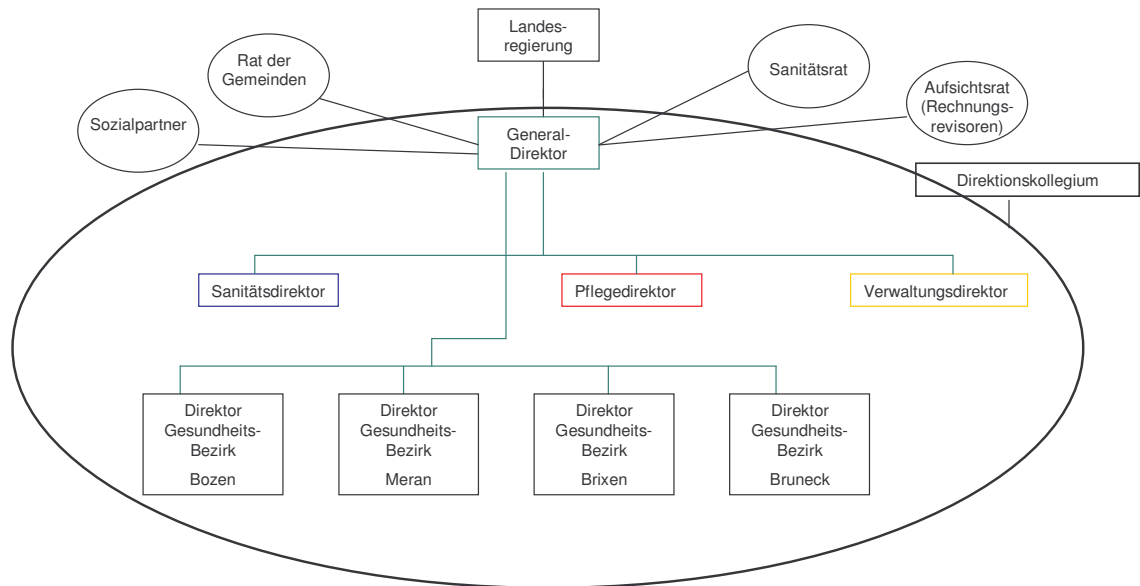 Landes-
regierung
Rat der
Gemeinden
Sanitätsrat
Aufsichtsrat
(Rechnungs-
revisoren)
Sozialpartner
General-
Direktor
Direktionskollegium
Sanitätsdirektor
Pflegedirektor
Verwaltungsdirektor
Direktor
Gesundheits-
Bezirk
Bozen
Direktor
Gesundheits-
Bezirk
Meran
Direktor
Gesundheits-
Bezirk
Brixen
Direktor
Gesundheits-
Bezirk
Bruneck